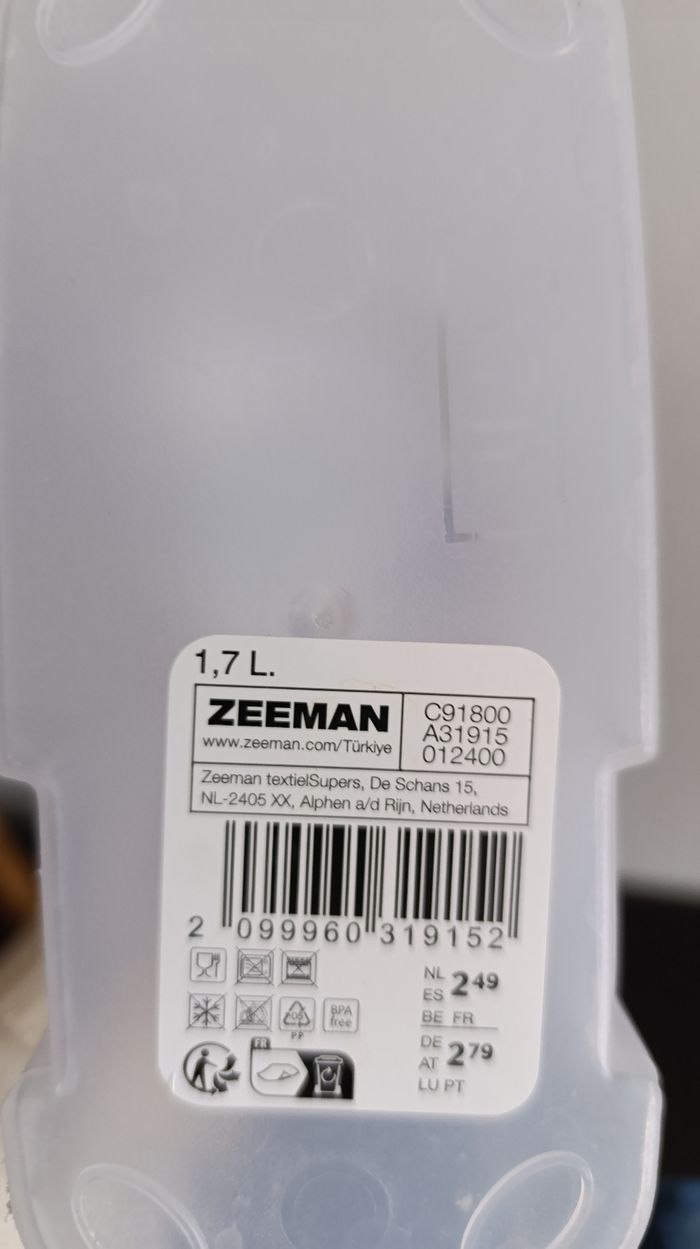 1,7 L.
ZEEMAN
www.zeeman.com/Türkiye
C91800
A31915
012400
Zeeman textielSupers, De Schans 15,
NL-2405 XX, Alphen a/d Rijn, Netherlands
2 099960 319152
BPA
free
PP
FR
NL
ES
2.49
BE FR
DE
AT
2.79
LU PT